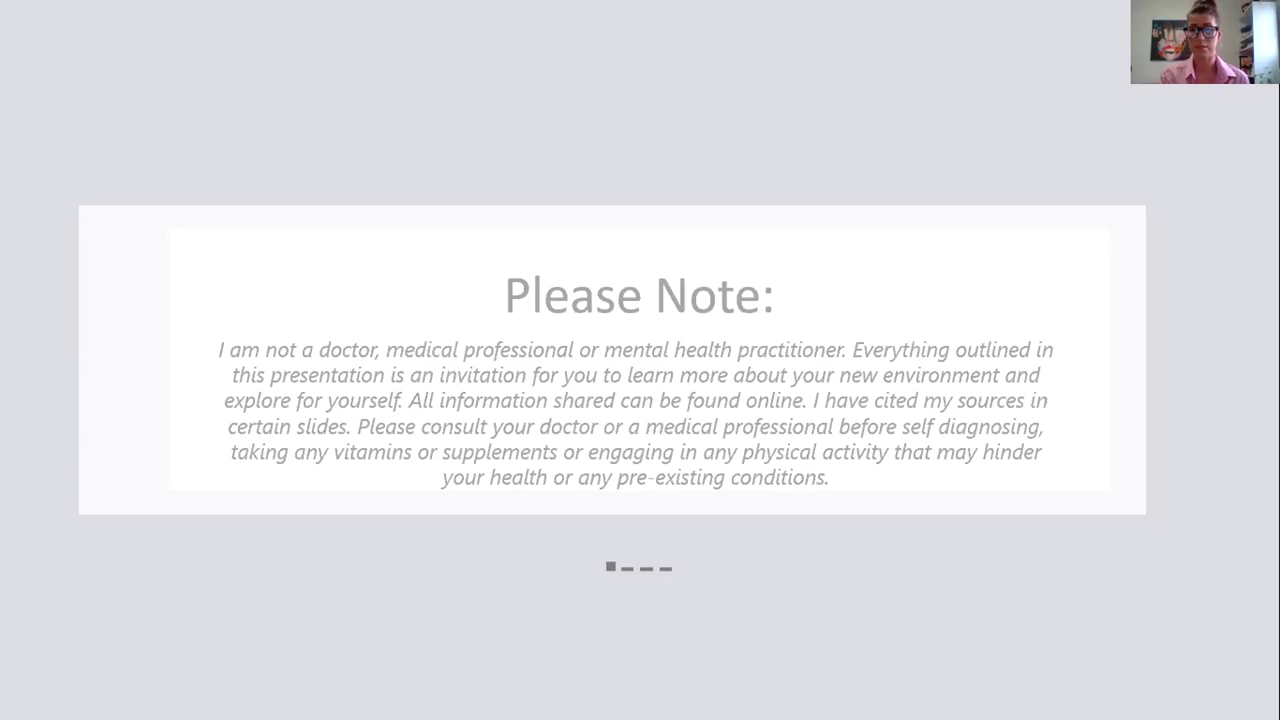 Please Note:
I am not a doctor, medical professional or mental health practitioner. Everything outlined in
this presentation is an invitation for you to learn more about your new environment and
explore for yourself. All information shared can be found online. I have cited my sources in
certain slides. Please consult your doctor or a medical professional before self diagnosing,
taking any vitamins or supplements or engaging in any physical activity that may hinder
your health or any pre-existing conditions.